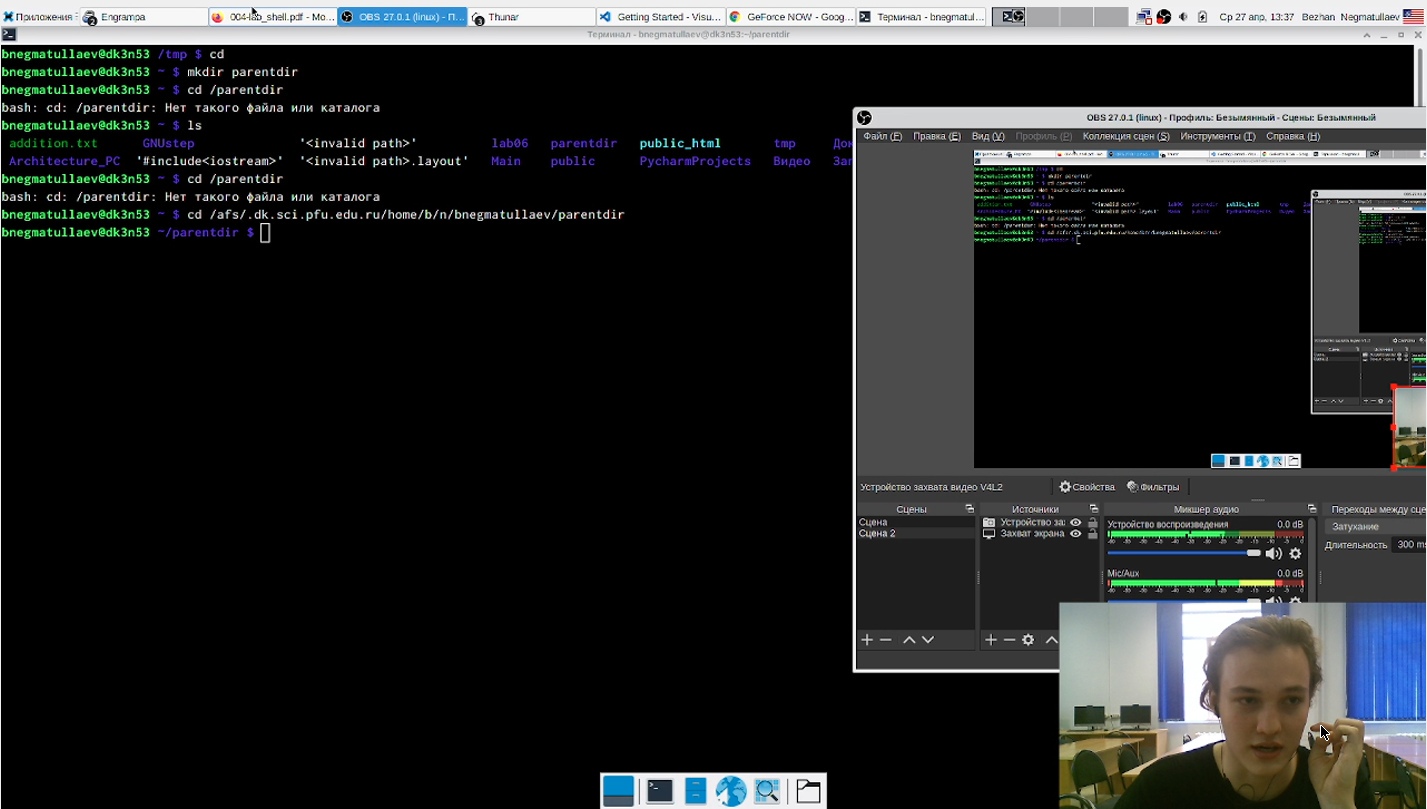 Приложения
Engrampa
004-lab_shell.pdf - Mo...
OBS 27.0.1 (linux) - П...
Thunar
Getting Started - Visu...
GeForce NOW - Goog...
Терминал - bnegmatul...
Ср 27 апр, 13:37
Bezhan Negmatullaev
Терминал - bnegmatullaev@dk3n53:~/parentdir
bnegmatullaev@dk3n53 /tmp $ cd
bnegmatullaev@dk3n53 ~ $ mkdir parentdir
bnegmatullaev@dk3n53 ~ $ cd /parentdir
bash: cd: /parentdir: Нет такого файла или каталога
bnegmatullaev@dk3n53 ~ $ ls
addition.txt GNUstep '<invalid path>' lab06 parentdir public_html tmp
Architecture_PC '#include<iostream>' '<invalid path>.layout' Main public PycharmProjects Видео
bnegmatullaev@dk3n53 ~ $ cd /parentdir
bash: cd: /parentdir: Нет такого файла или каталога
bnegmatullaev@dk3n53 ~ $ cd /afs/.dk.sci.pfu.edu.ru/home/b/n/bnegmatullaev/parentdir
bnegmatullaev@dk3n53 ~/parentdir $
OBS 27.0.1 (linux) - Профиль: Безымянный - Сцены: Безымянный
Файл (F) Правка (E) Вид (V) Профиль (P) Коллекция сцен (S) Инструменты (T) Справка (H)
Устройство захвата видео V4L2
Свойства
Фильтры
Сцены
Источники
Микшер аудио
Переходы между сце
Сцена
Сцена 2
Устройство за:
Захват экрана
Устройство воспроизведения 0.0 dB
Mic/Aux 0.0 dB
Затухание
Длительность 300 ms